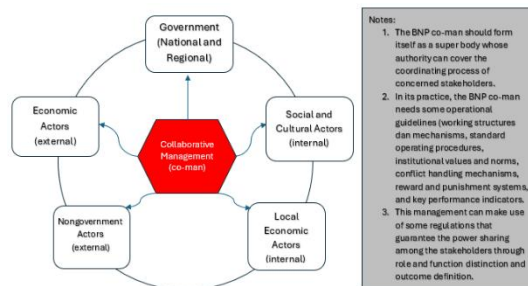 Government
(National and
Regional)
Economic
Actors
(external)
Social and
Cultural Actors
(internal)
Collaborative
Management
(co-man)
Nongovernment
Actors
(external)
Local
Economic
Actors
(internal)
Notes:
1. The BNP co-man should form
itself as a super body whose
authority can cover the
coordinating process of
concerned stakeholders.
2. In its practice, the BNP co-man
needs some operational
guidelines (working structures
dan mechanisms, standard
operating procedures,
institutional values and norms,
conflict handling mechanisms,
reward and punishment systems,
and key performance indicators.
3. This management can make use
of some regulations that
guarantee the power sharing
among the stakeholders through
role and function distinction and
outcome definition.